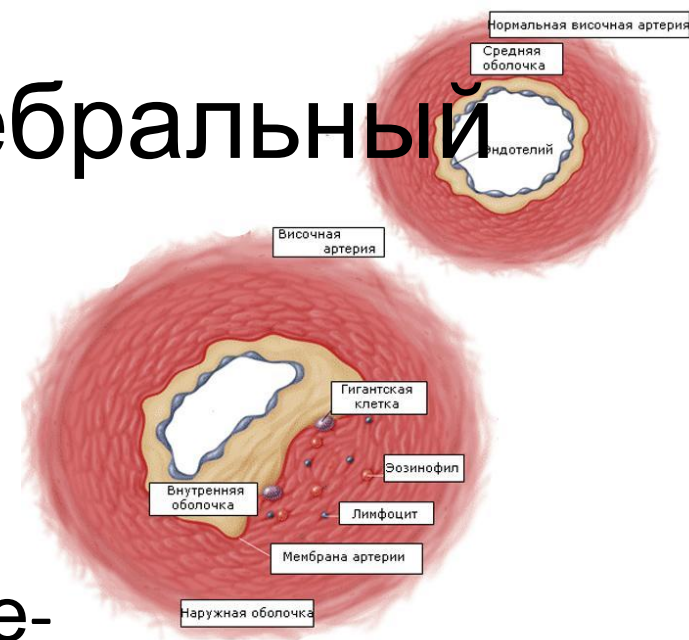 Нормальная височная артерия
Средняя
оболочка
ебральный
Эндотелий
Височная
артерия
Гигантская
клетка
Эозинофил
Внутренняя
оболочка
Лимфоцит
Мембрана артерии
е-
Наружная оболочка